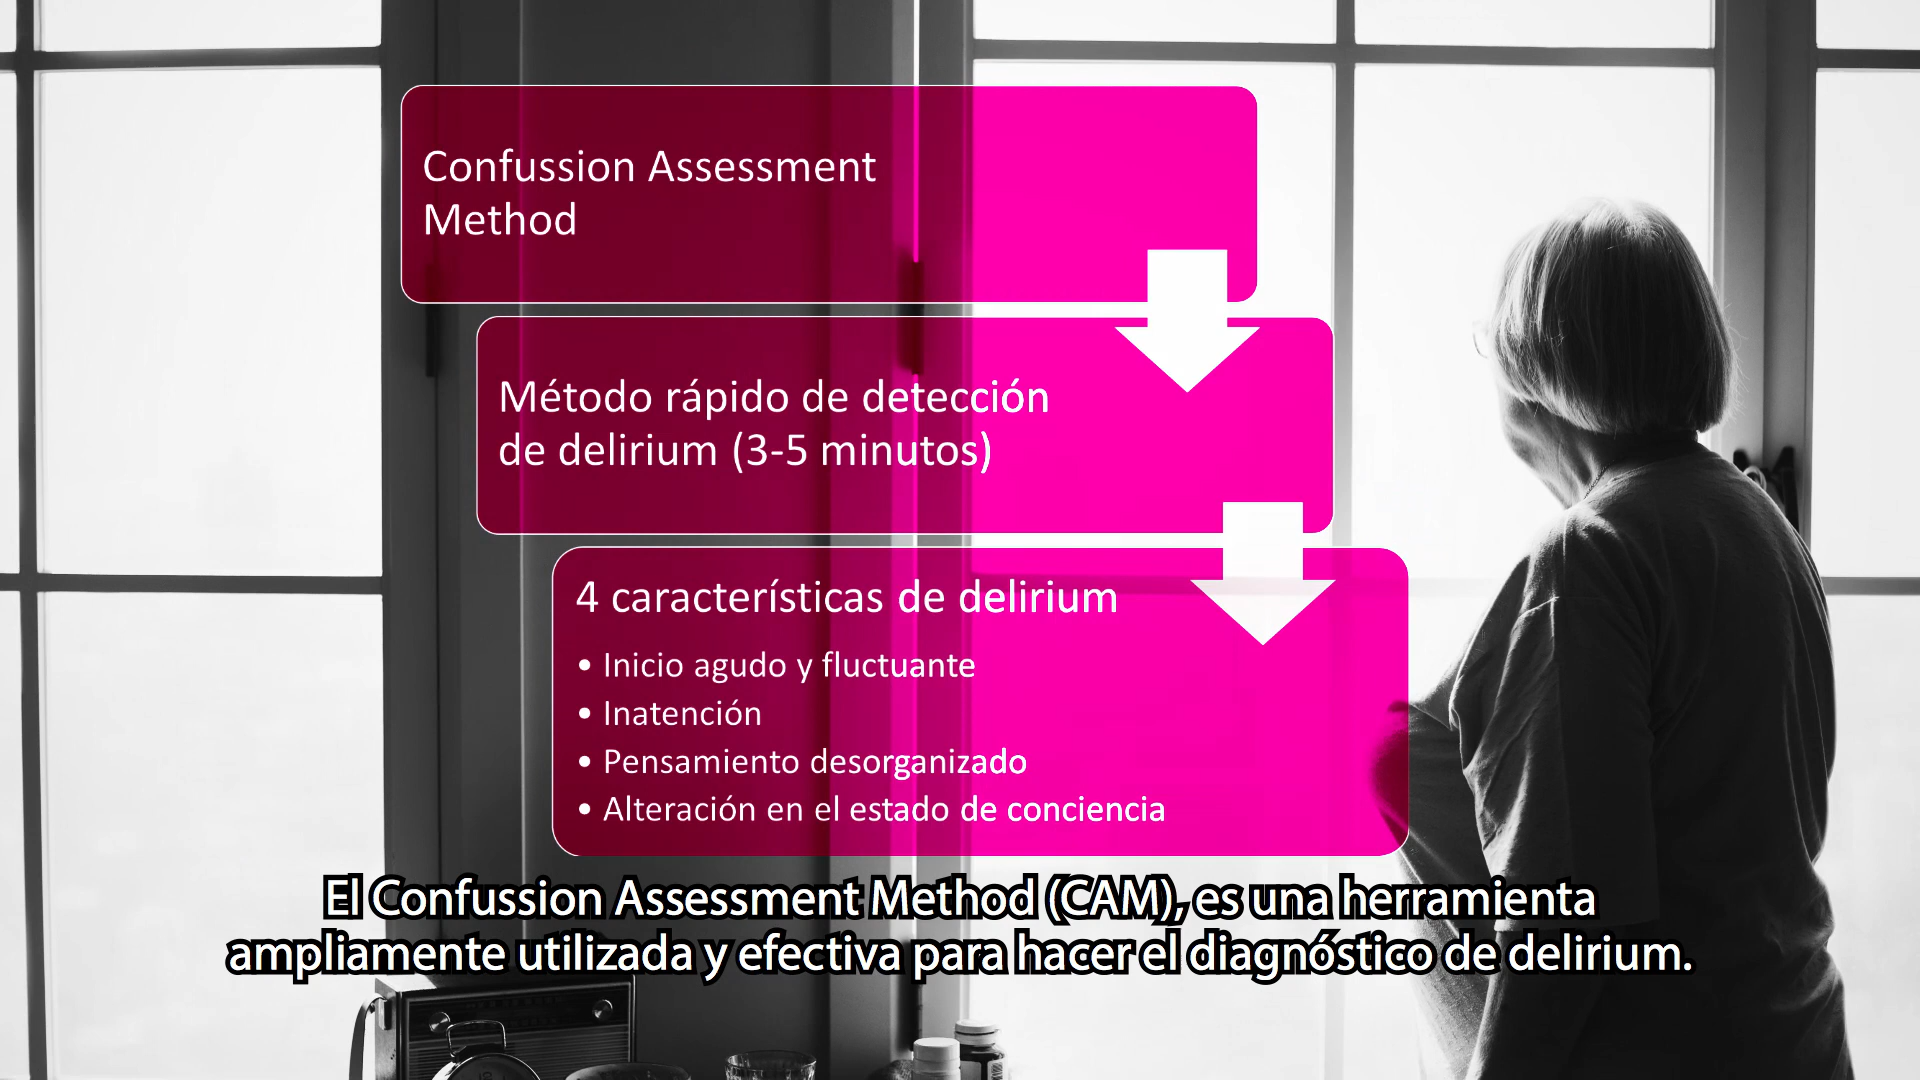 Confussion Assessment
Method
Método rápido de detección
de delirium (3-5 minutos)
4 características de delirium
• Inicio agudo y fluctuante
• Inatención
• Pensamiento desorganizado
• Alteración en el estado de conciencia
El Confussion Assessment Method (CAM), es una herramienta
ampliamente utilizada y efectiva para hacer el diagnóstico de delirium.